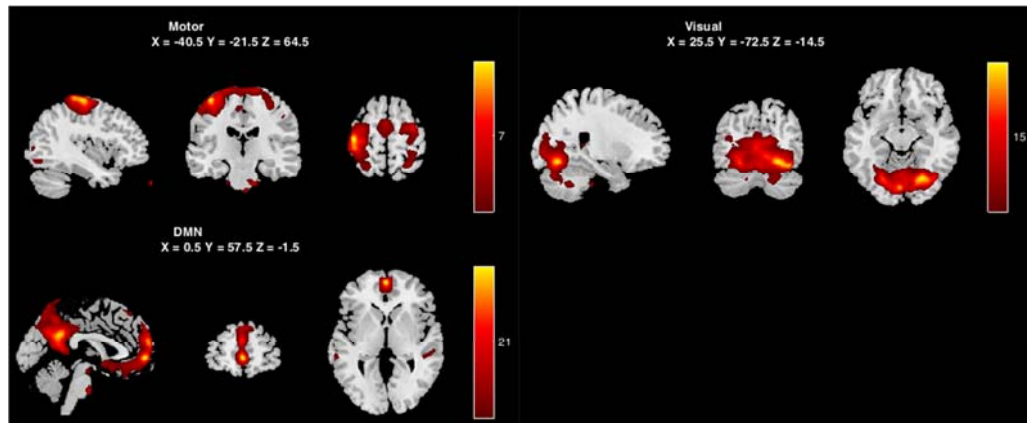 Motor
X = -40.5 Y = -21.5 Z = 64.5
7
Visual
X = 25.5 Y = -72.5 Z = -14.5
15
DMN
X = 0.5 Y = 57.5 Z = -1.5
21